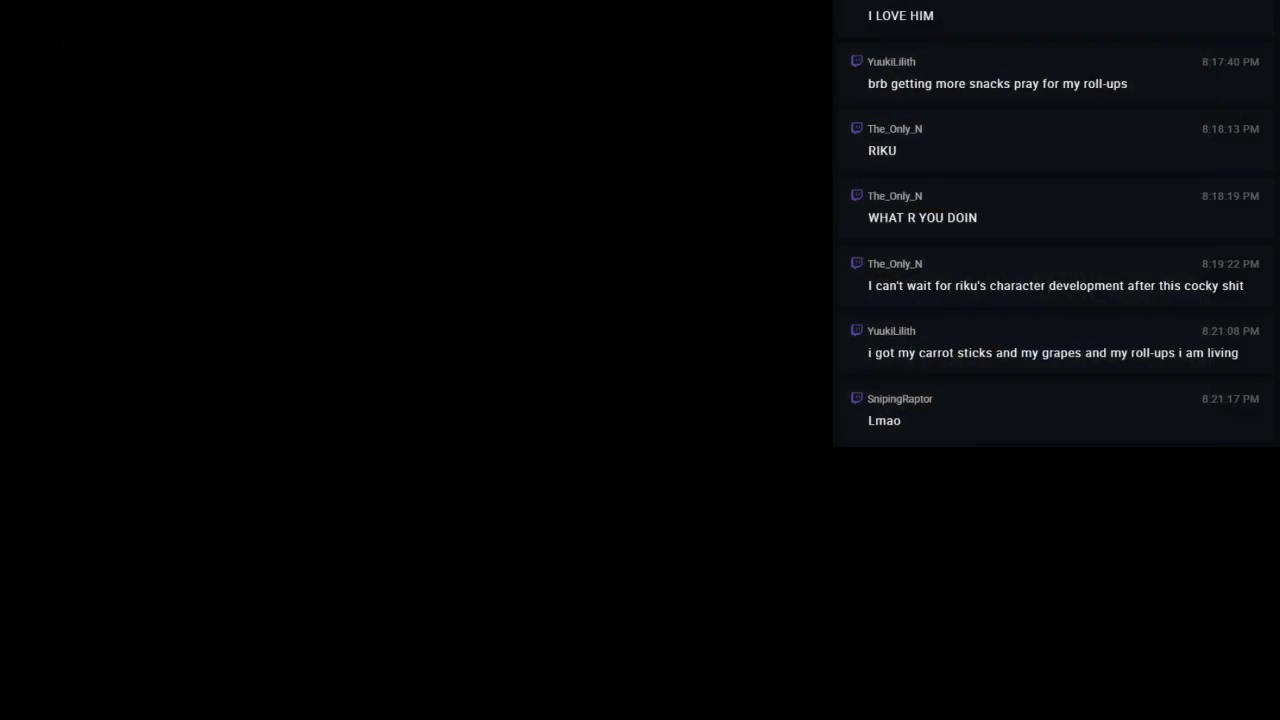 I LOVE HIM
YuukiLilith 8:17:40 PM
brb getting more snacks pray for my roll-ups
The_Only_N 8:18:13 PM
RIKU
The_Only_N 8:18:19 PM
WHAT R YOU DOIN
The_Only_N 8:19:22 PM
I can't wait for riku's character development after this cocky shit
YuukiLilith 8:21:08 PM
i got my carrot sticks and my grapes and my roll-ups i am living
SnipingRaptor 8:21:17 PM
Lmao